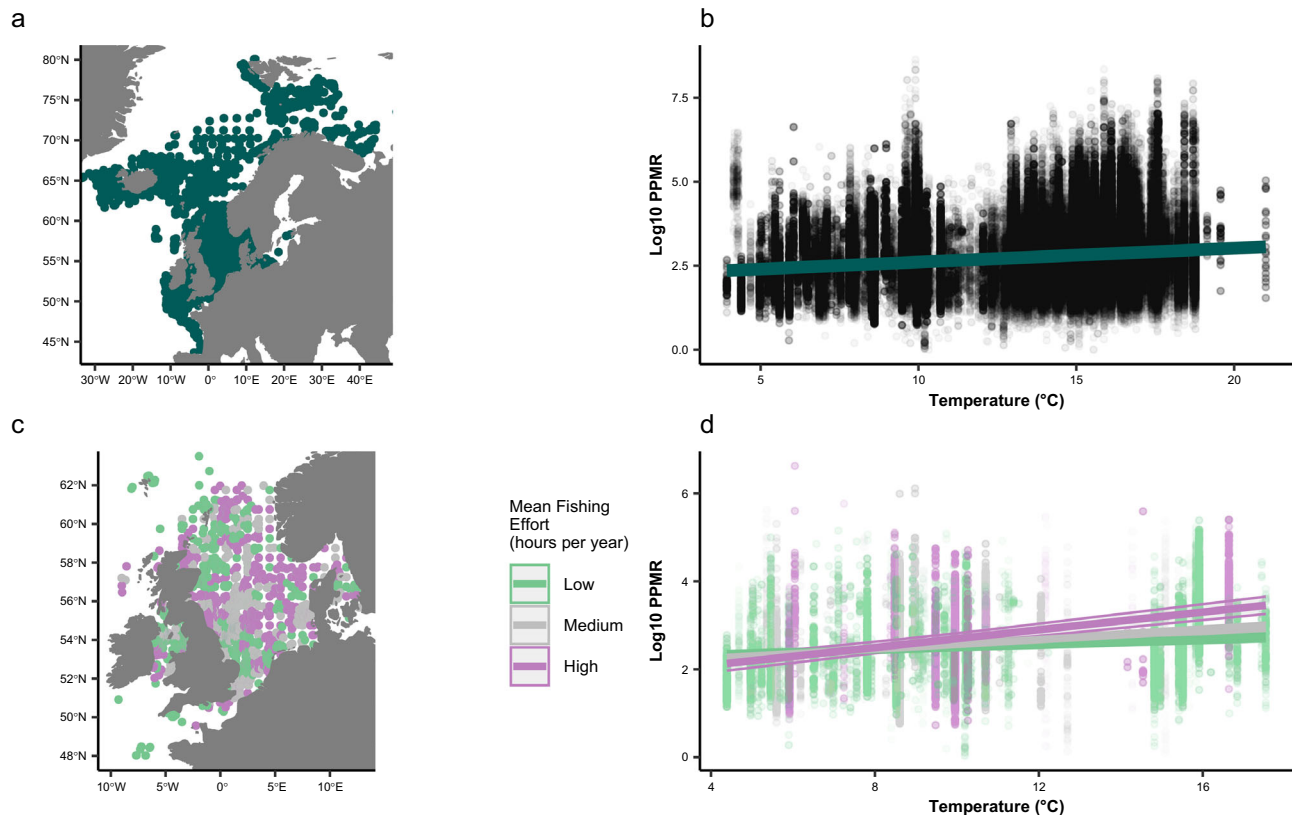 a
80°N
75°N
70°N
65°N
60°N
55°N
50°N
45°N
30°W 20°W 10°W 0° 10°E 20°E 30°E 40°E
b
Log10 PPMR
7.5
5.0
2.5
0.0
5 10 15 20
Temperature (°C)
c
62°N
60°N
58°N
56°N
54°N
52°N
50°N
48°N
10°W 5°W 0° 5°E 10°E
Mean Fishing
Effort
(hours per year)
Low
Medium
High
d
Log10 PPMR
6
4
2
0
4 8 12 16
Temperature (°C)